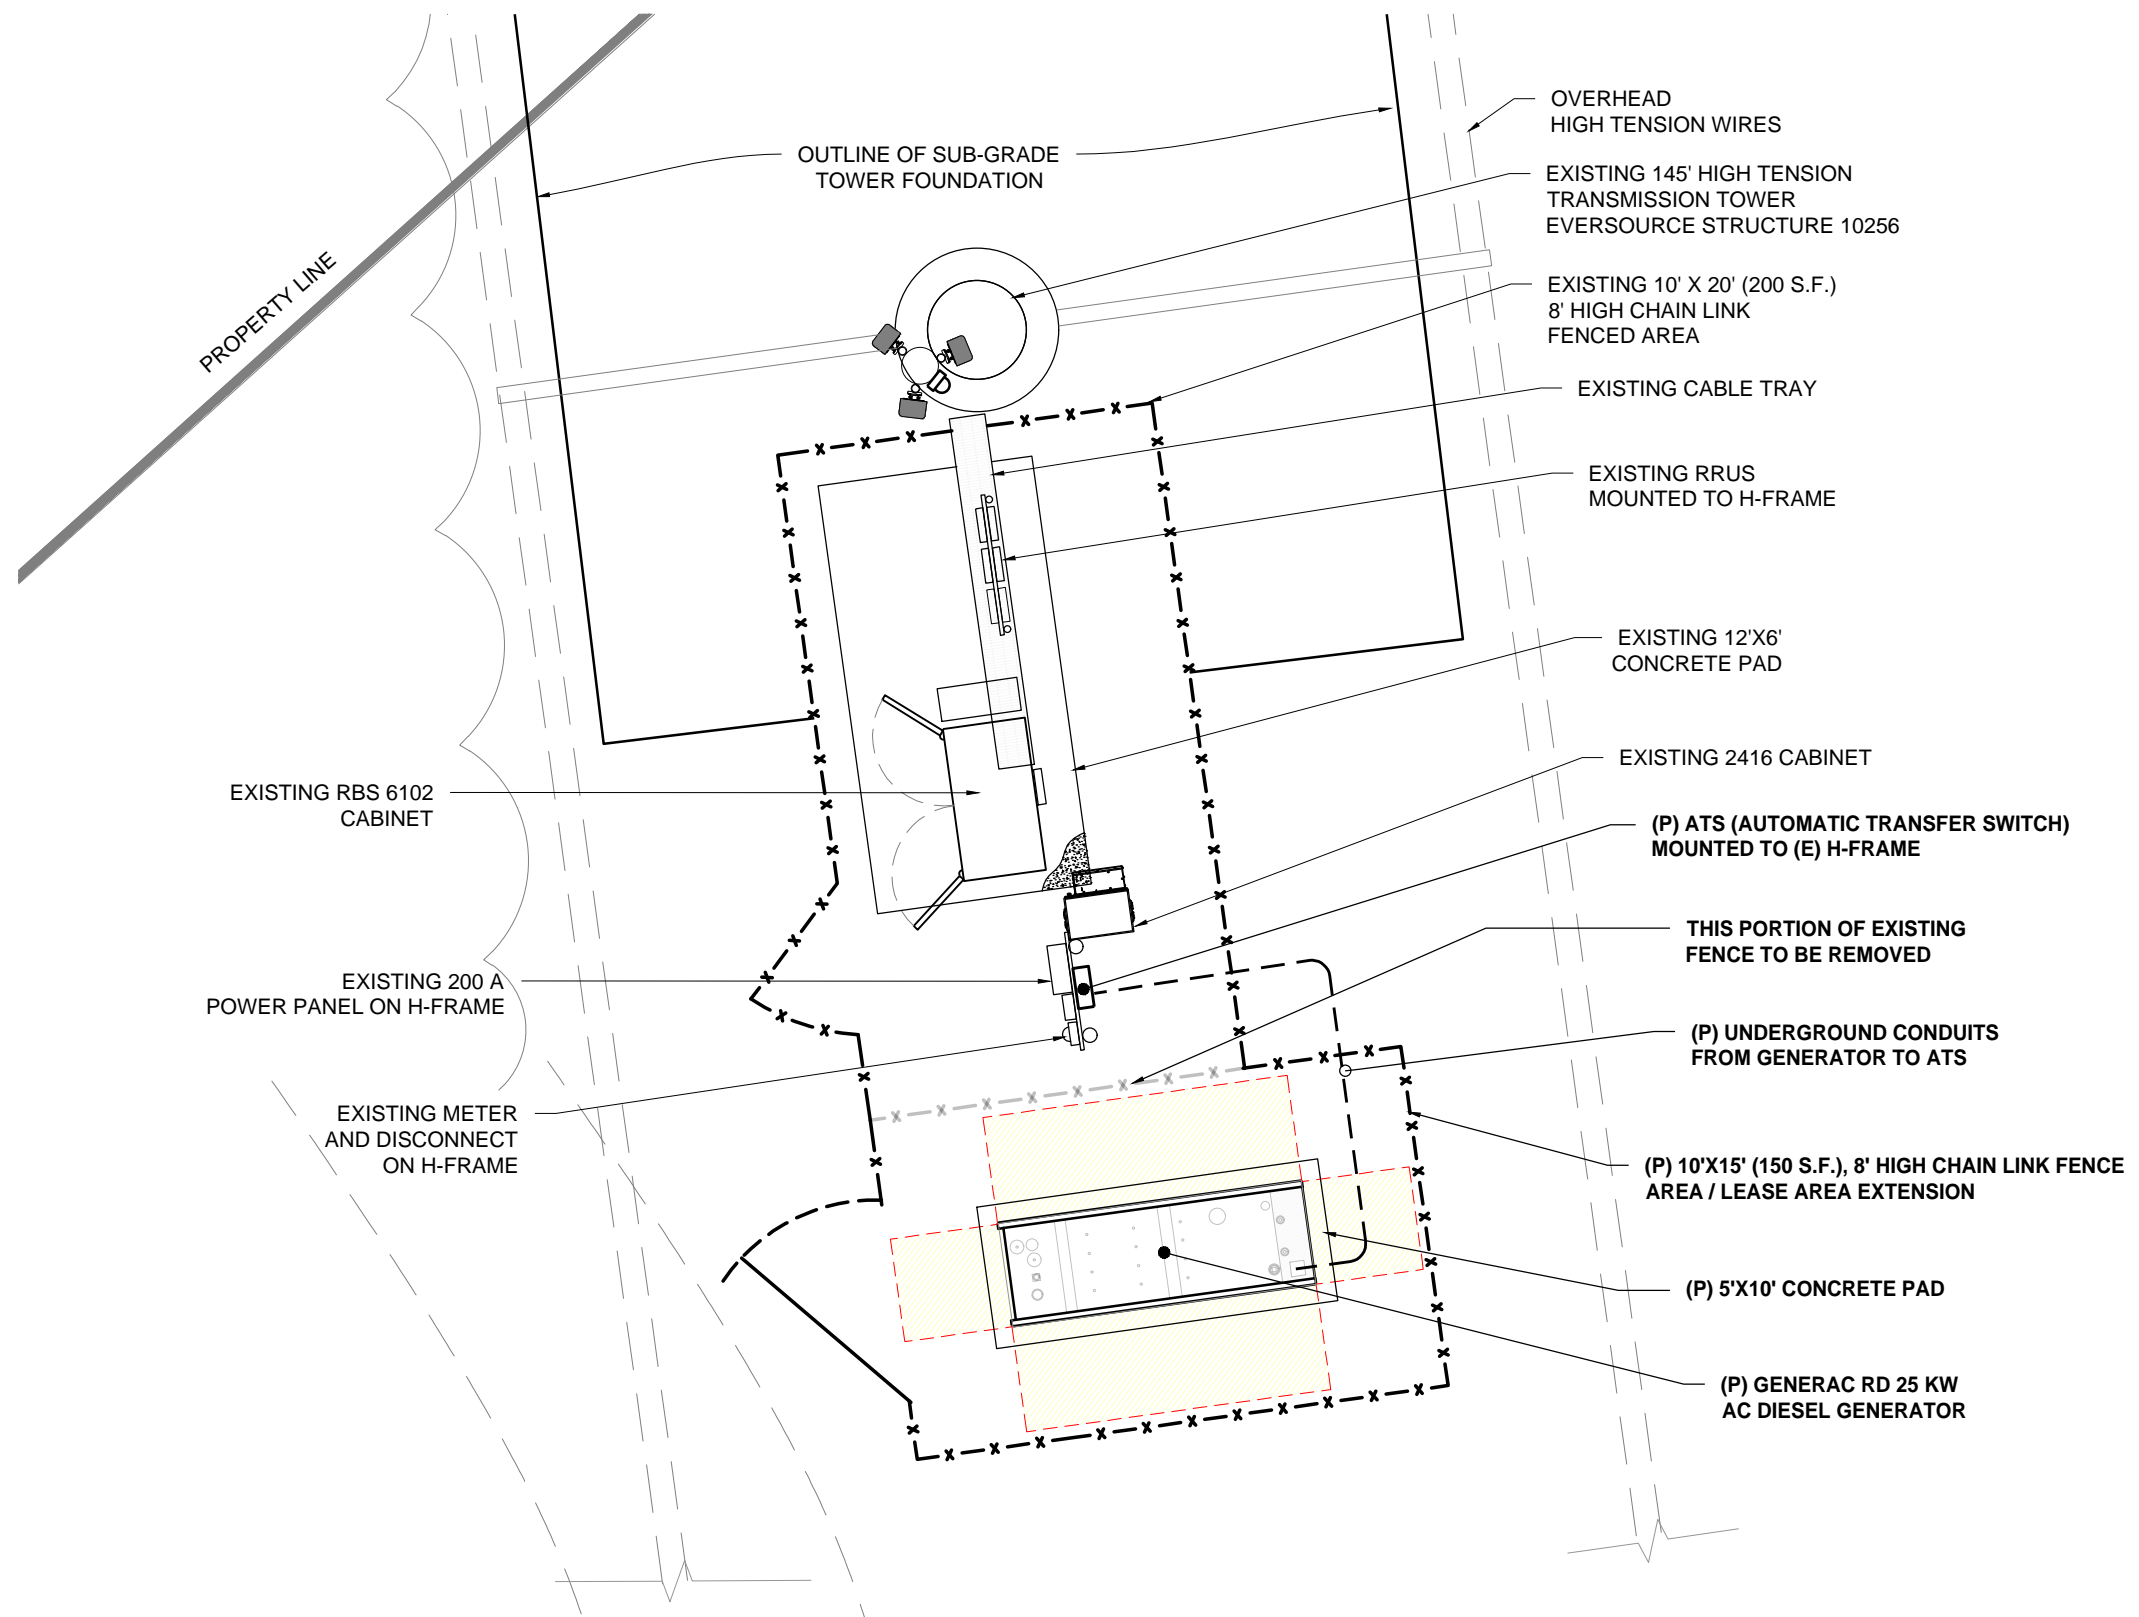 OVERHEAD
HIGH TENSION WIRES
OUTLINE OF SUB-GRADE
TOWER FOUNDATION
EXISTING 145' HIGH TENSION
TRANSMISSION TOWER
EVERSOURCE STRUCTURE 10256
PROPERTY LINE
EXISTING 10' X 20' (200 S.F.)
8' HIGH CHAIN LINK
FENCED AREA
EXISTING CABLE TRAY
EXISTING RRUS
MOUNTED TO H-FRAME
EXISTING 12'X6'
CONCRETE PAD
EXISTING 2416 CABINET
EXISTING RBS 6102
CABINET
(P) ATS (AUTOMATIC TRANSFER SWITCH)
MOUNTED TO (E) H-FRAME
THIS PORTION OF EXISTING
FENCE TO BE REMOVED
EXISTING 200 A
POWER PANEL ON H-FRAME
(P) UNDERGROUND CONDUITS
FROM GENERATOR TO ATS
EXISTING METER
AND DISCONNECT
ON H-FRAME
(P) 10'X15' (150 S.F.), 8' HIGH CHAIN LINK FENCE
AREA / LEASE AREA EXTENSION
(P) 5'X10' CONCRETE PAD
(P) GENERAC RD 25 KW
AC DIESEL GENERATOR